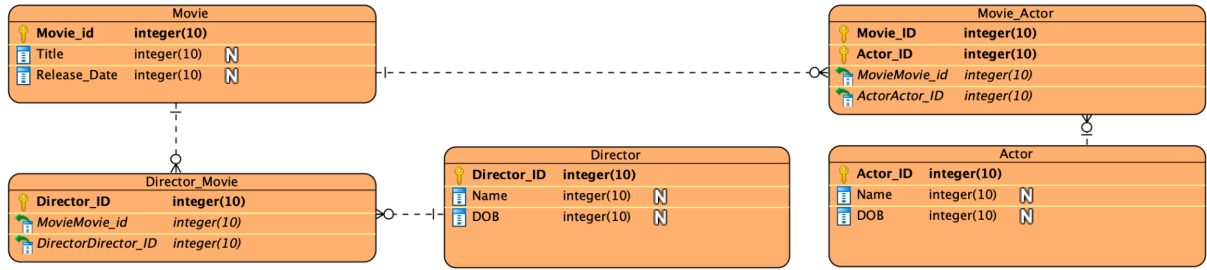 Movie
Movie_id integer(10)
Title integer(10) N
Release_Date integer(10) N
Movie_Actor
Movie_ID integer(10)
Actor_ID integer(10)
MovieMovie_id integer(10)
ActorActor_ID integer(10)
Director_Movie
Director_ID integer(10)
MovieMovie_id integer(10)
DirectorDirector_ID integer(10)
Director
Director_ID integer(10)
Name integer(10) N
DOB integer(10) N
Actor
Actor_ID integer(10)
Name integer(10) N
DOB integer(10) N